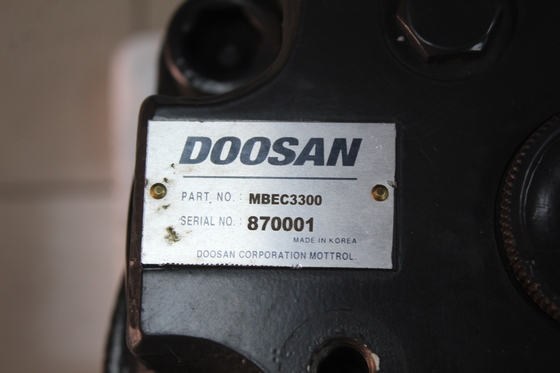 DOOSAN
PART. NO. : MBEC3300
SERIAL NO. : 870001
MADE IN KOREA
DOOSAN CORPORATION MOTTROL.